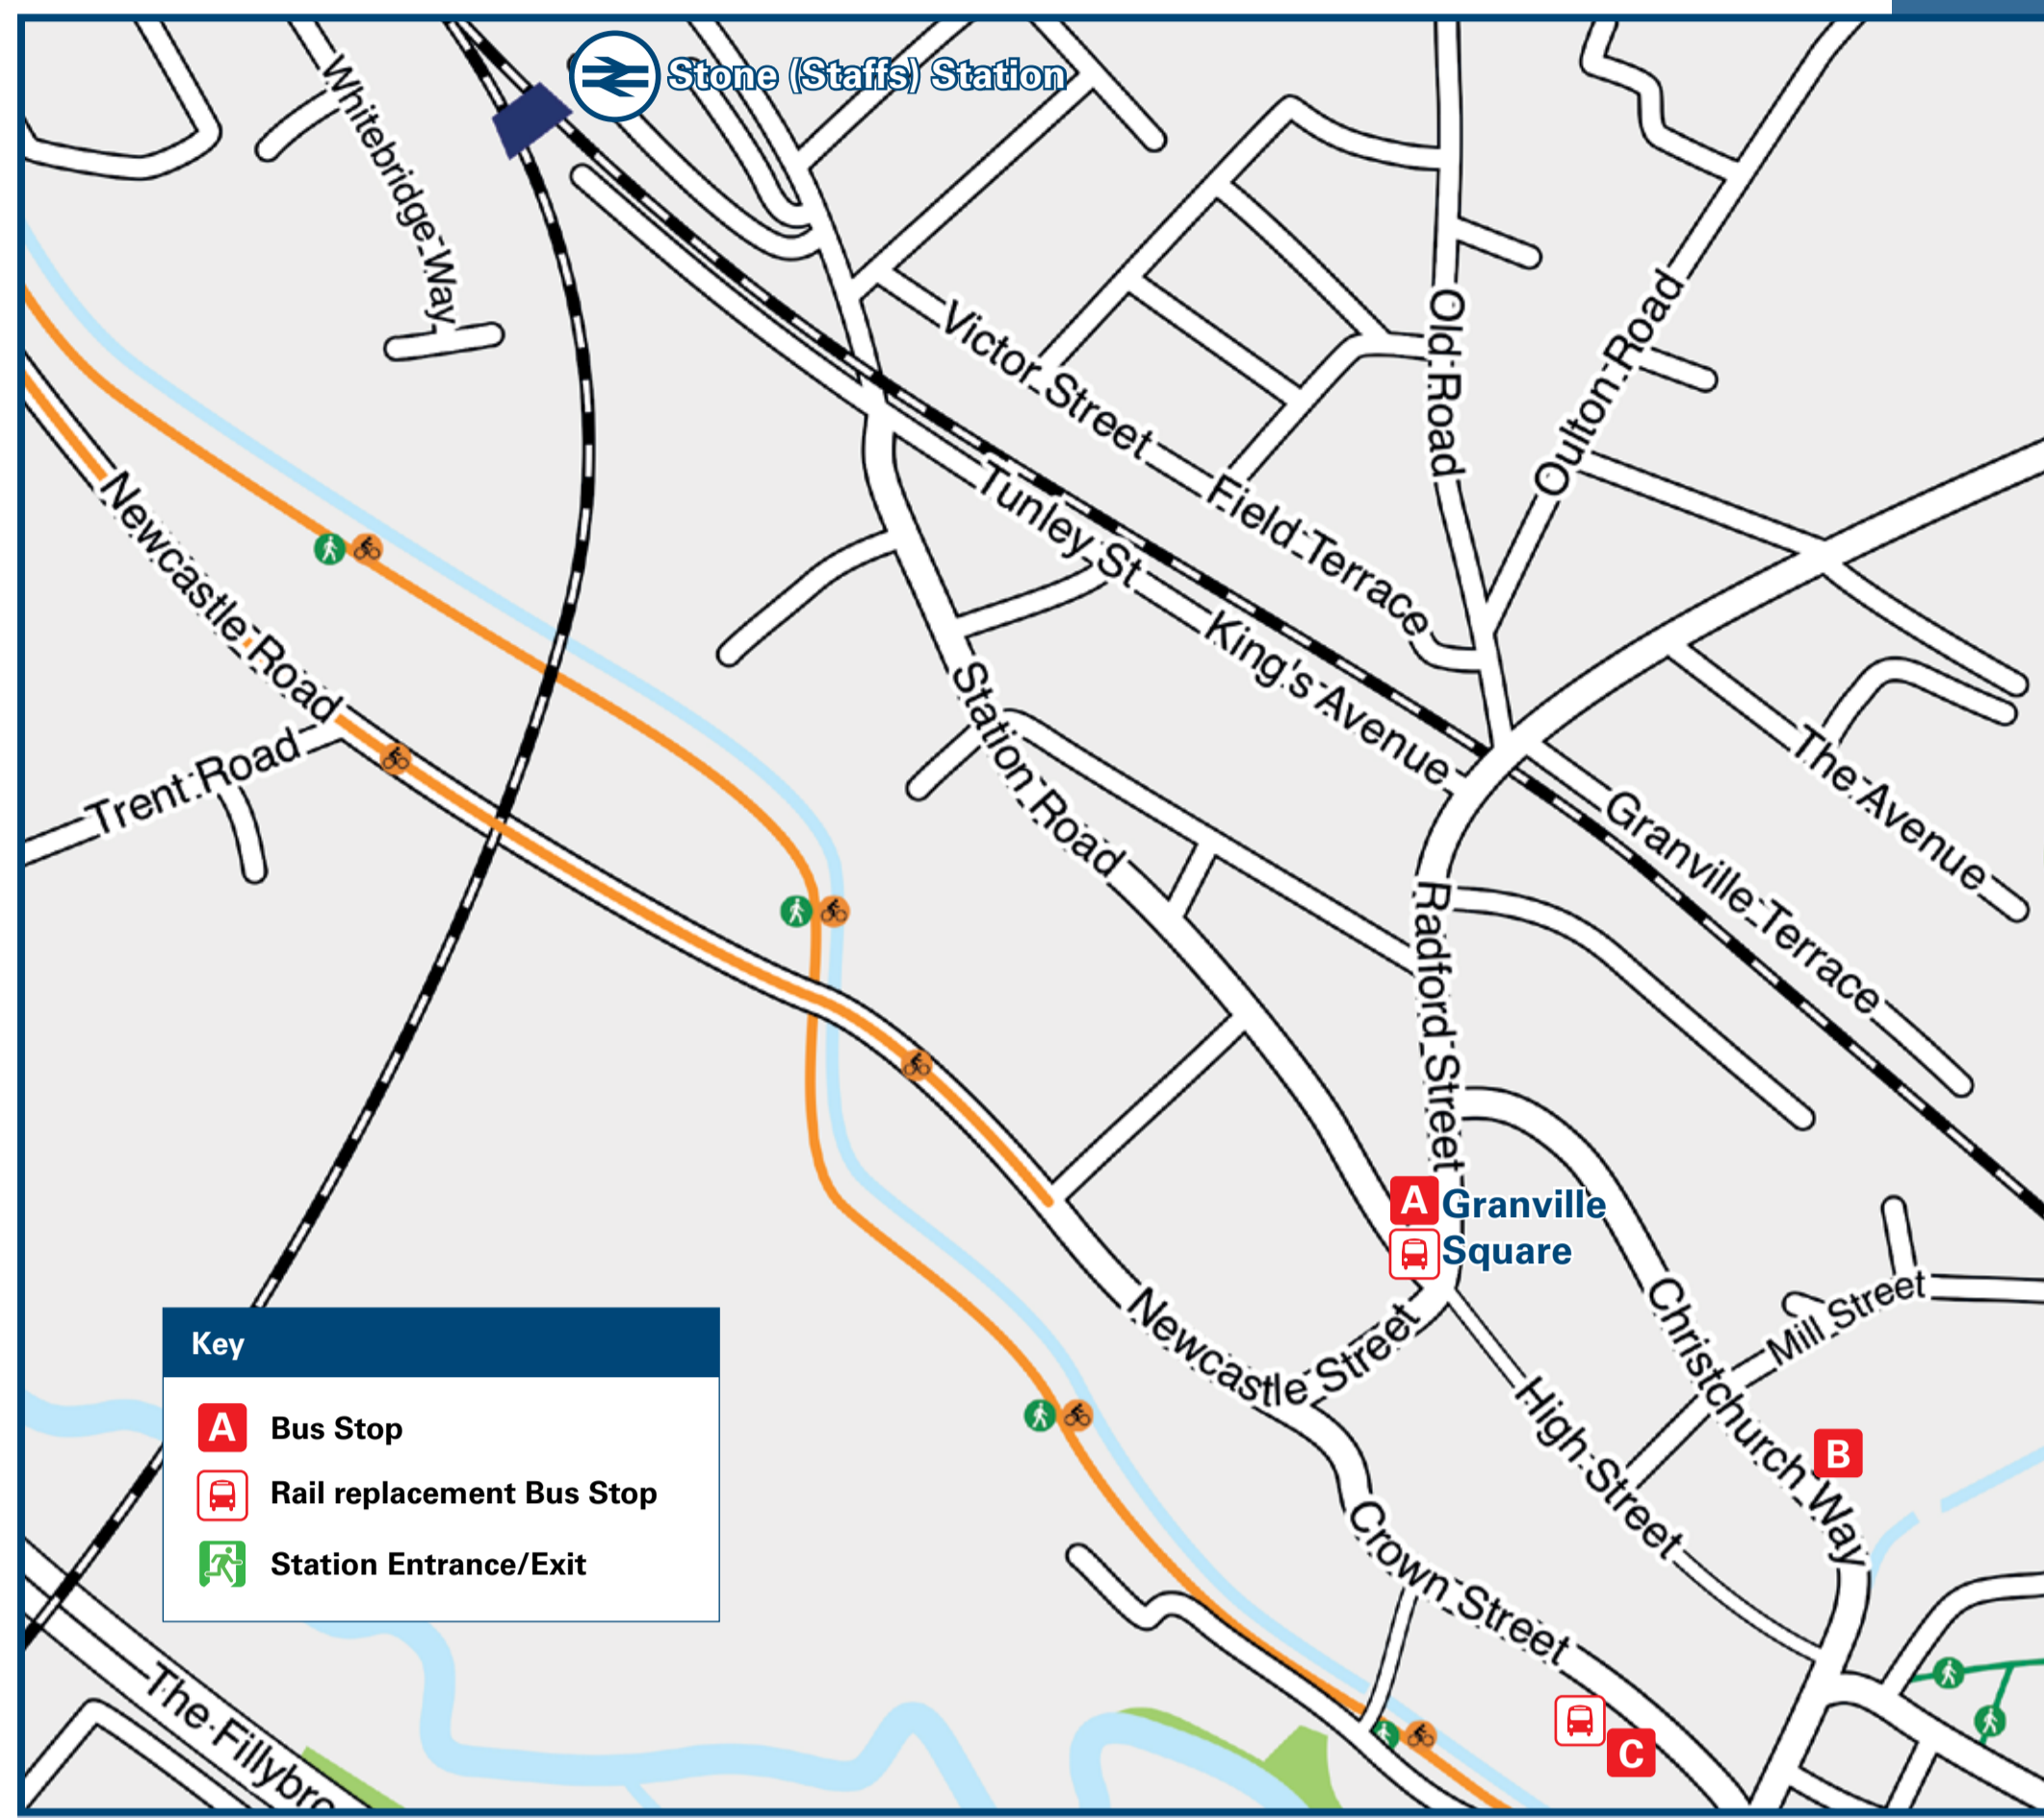 Stone (Staffs) Station
Whitebridge Way
Old Road
Oulton Road
Victor Street
Field Terrace
Tunley St
King's Avenue
Newcastle Road
Trent Road
Station Road
The Avenue
Granville Terrace
Radford Street
A Granville
Square
Newcastle Street
Christchurch Way
Mill Street
High Street
B
Crown Street
C
Key
A Bus Stop
Rail replacement Bus Stop
Station Entrance/Exit
The Fillybro